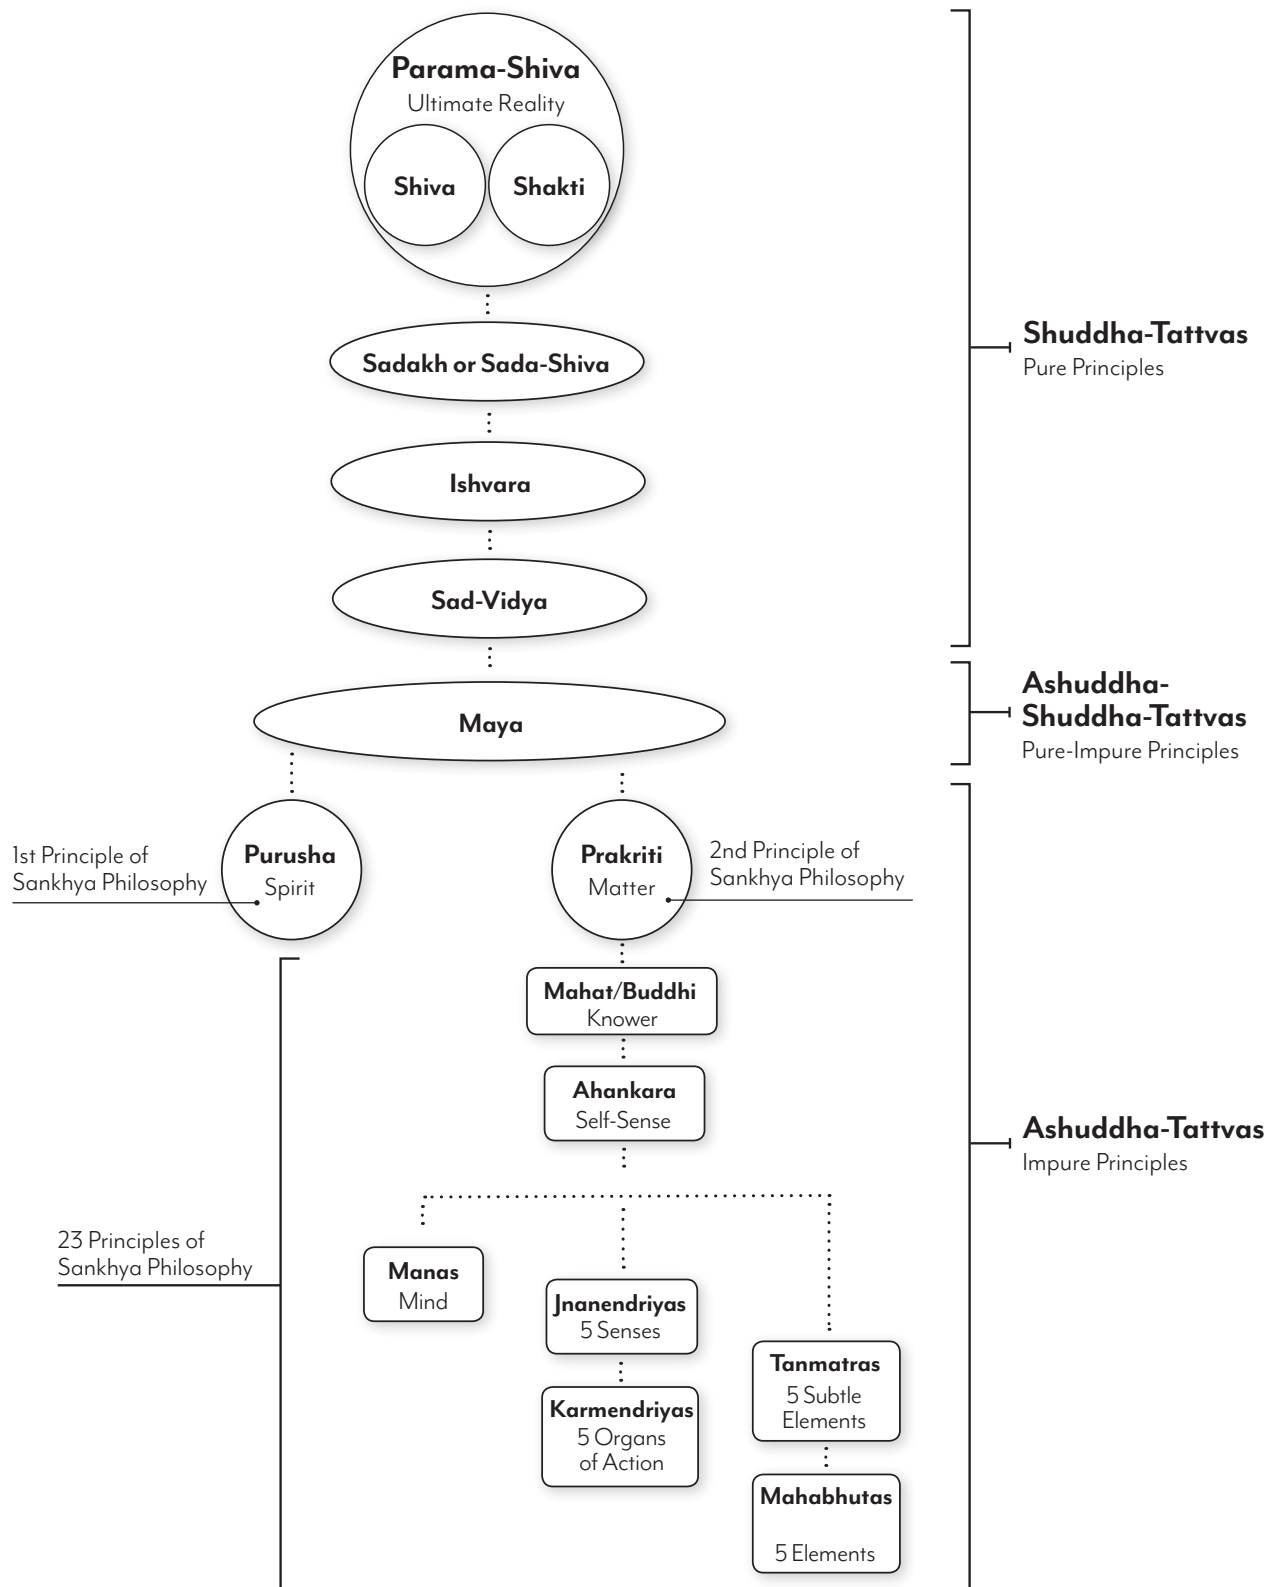 Parama-Shiva
Ultimate Reality
Shiva
Shakti
Sadakh or Sada-Shiva
Shuddha-Tattvas
Pure Principles
Ishvara
Sad-Vidya
Maya
Ashuddha-
Shuddha-Tattvas
Pure-Impure Principles
1st Principle of
Sankhya Philosophy
Purusha
Spirit
Prakriti
Matter
2nd Principle of
Sankhya Philosophy
Mahat/Buddhi
Knower
Ahankara
Self-Sense
Ashuddha-Tattvas
Impure Principles
23 Principles of
Sankhya Philosophy
Manas
Mind
Jnanendriyas
5 Senses
Karmendriyas
5 Organs
of Action
Tanmatras
5 Subtle
Elements
Mahabhutas
5 Elements